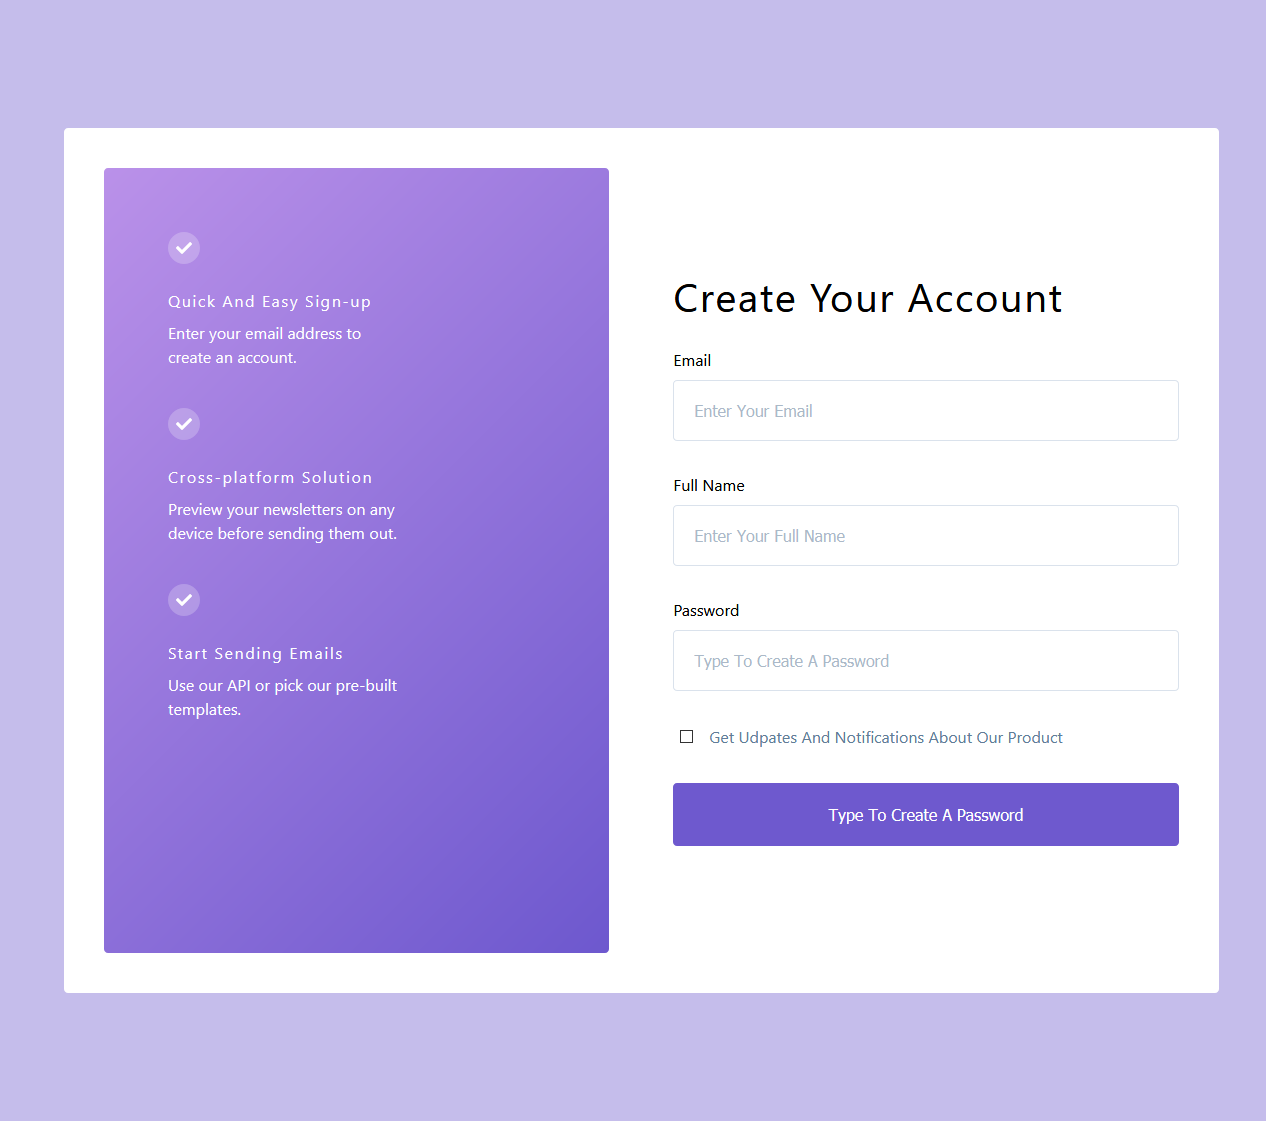 Quick And Easy Sign-up
Enter your email address to
create an account.
Cross-platform Solution
Preview your newsletters on any
device before sending them out.
Start Sending Emails
Use our API or pick our pre-built
templates.
Create Your Account
Email
Enter Your Email
Full Name
Enter Your Full Name
Password
Type To Create A Password
Get Udpates And Notifications About Our Product
Type To Create A Password